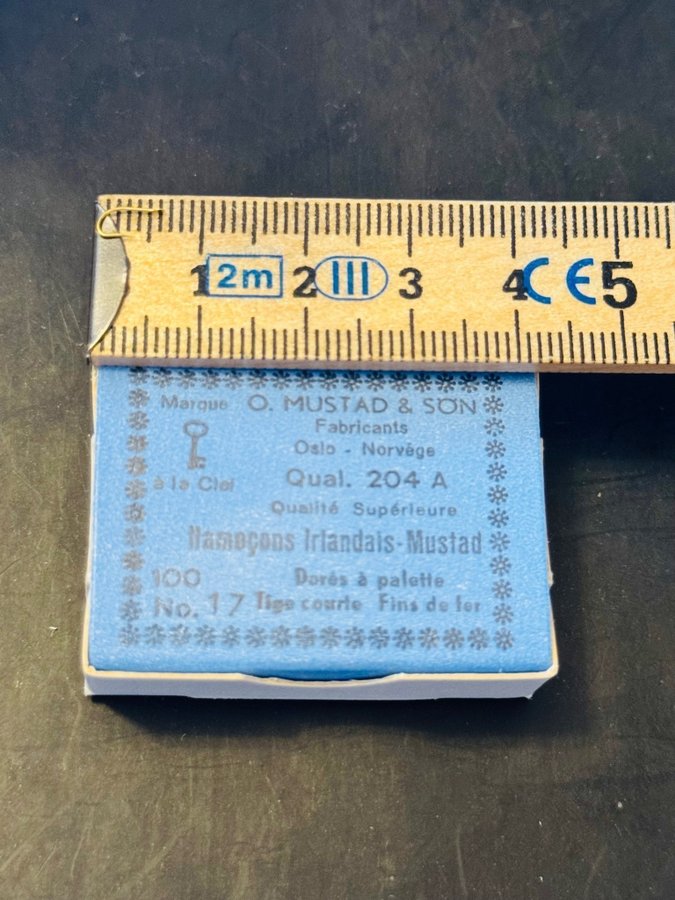 1 2m 2 III 3 4 CE 5
Marque O. MUSTAD & SÖN
Fabricants
Oslo - Norvège
à la Clef Qual. 204 A
Qualité Supérieure
Hameçons Irlandais-Mustad
100 Dorés à palette
No. 17 Tige courte Fins de fer